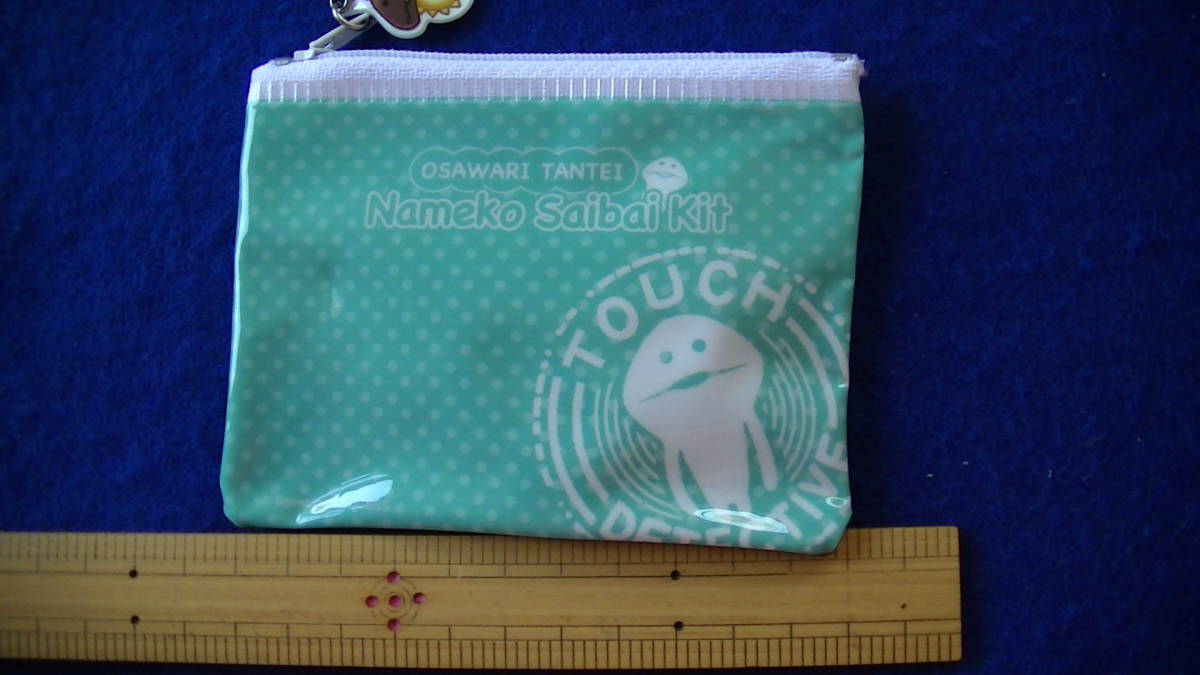 OSAWARI TANTEI
Nameko Saibai Kit
TOUCH
DETECTIVE